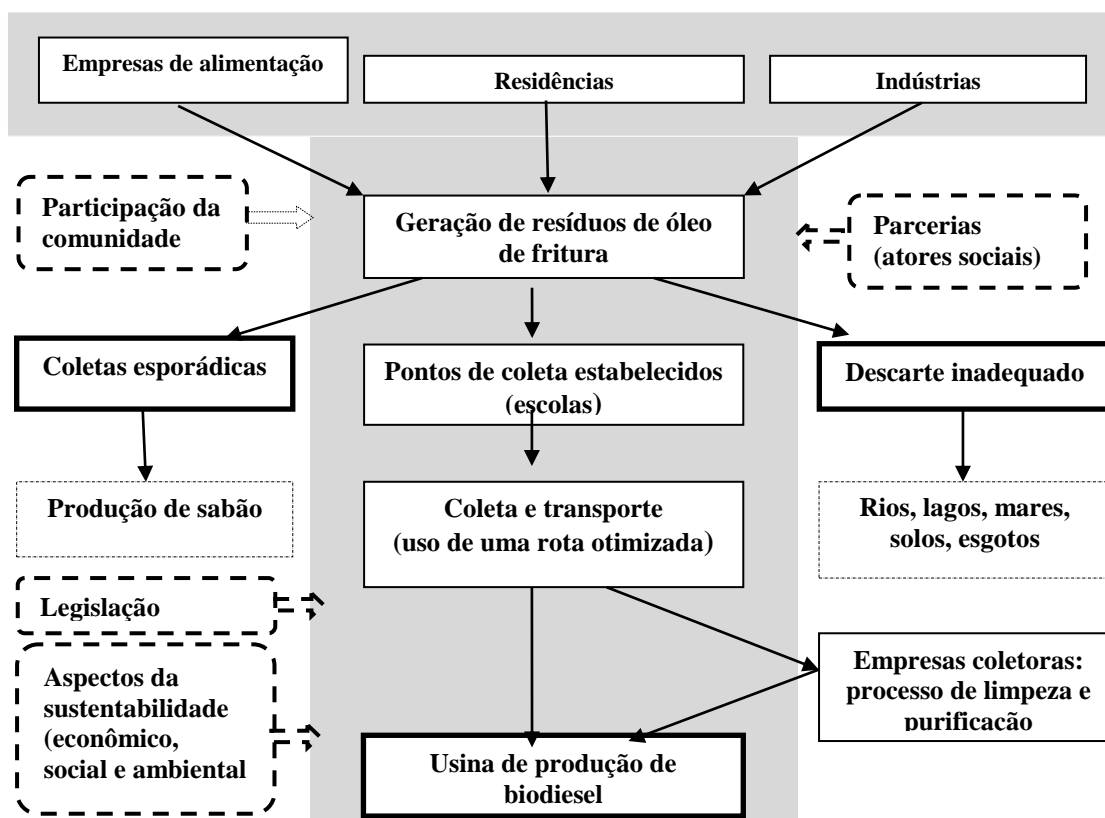 Empresas de alimentação
Residências
Indústrias
Participação da
comunidade
Geração de resíduos de óleo
de fritura
Parcerias
(atores sociais)
Coletas esporádicas
Pontos de coleta estabelecidos
(escolas)
Descarte inadequado
Produção de sabão
Coleta e transporte
(uso de uma rota otimizada)
Rios, lagos, mares,
solos, esgotos
Legislação
Aspectos da
sustentabilidade
(econômico,
social e ambiental
Empresas coletoras:
processo de limpeza e
purificação
Usina de produção de
biodiesel